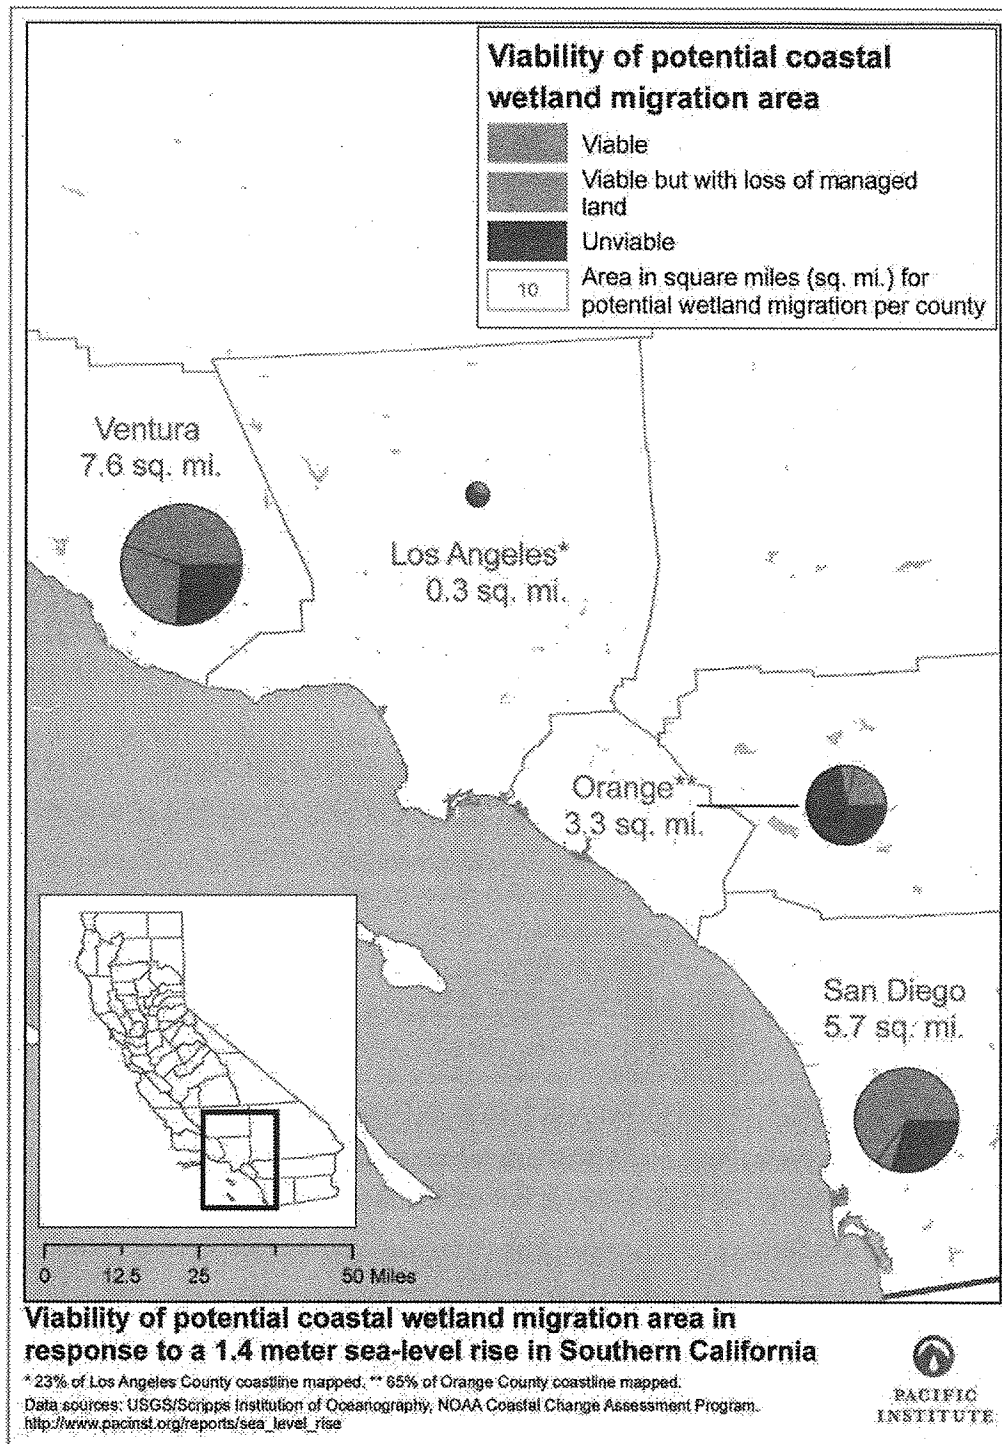 Viability of potential coastal
wetland migration area
Viable
Viable but with loss of managed
land
Unviable
10
Area in square miles (sq. mi.) for
potential wetland migration per county
Ventura
7.6 sq. mi.
Los Angeles*
0.3 sq. mi.
Orange**
3.3 sq. mi.
San Diego
5.7 sq. mi.
0 12.5 25 50 Miles
Viability of potential coastal wetland migration area in
response to a 1.4 meter sea-level rise in Southern California
* 23% of Los Angeles County coastline mapped. ** 65% of Orange County coastline mapped.
Data sources: USGS/Scripps Institution of Oceanography, NOAA Coastal Change Assessment Program.
http://www.pacinst.org/reports/sea_level_rise
PACIFIC
INSTITUTE